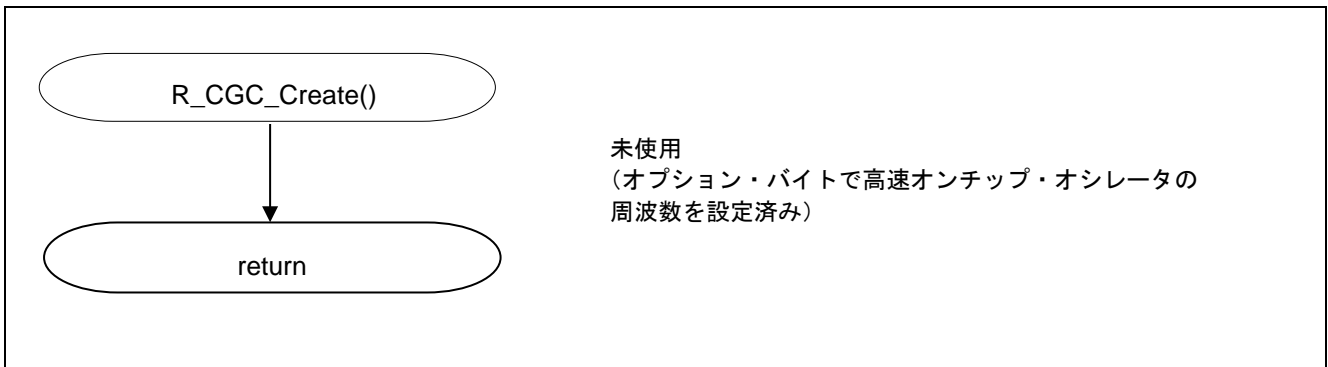 R_CGC_Create()
未使用
（オプション・バイトで高速オンチップ・オシレータの
周波数を設定済み）
return